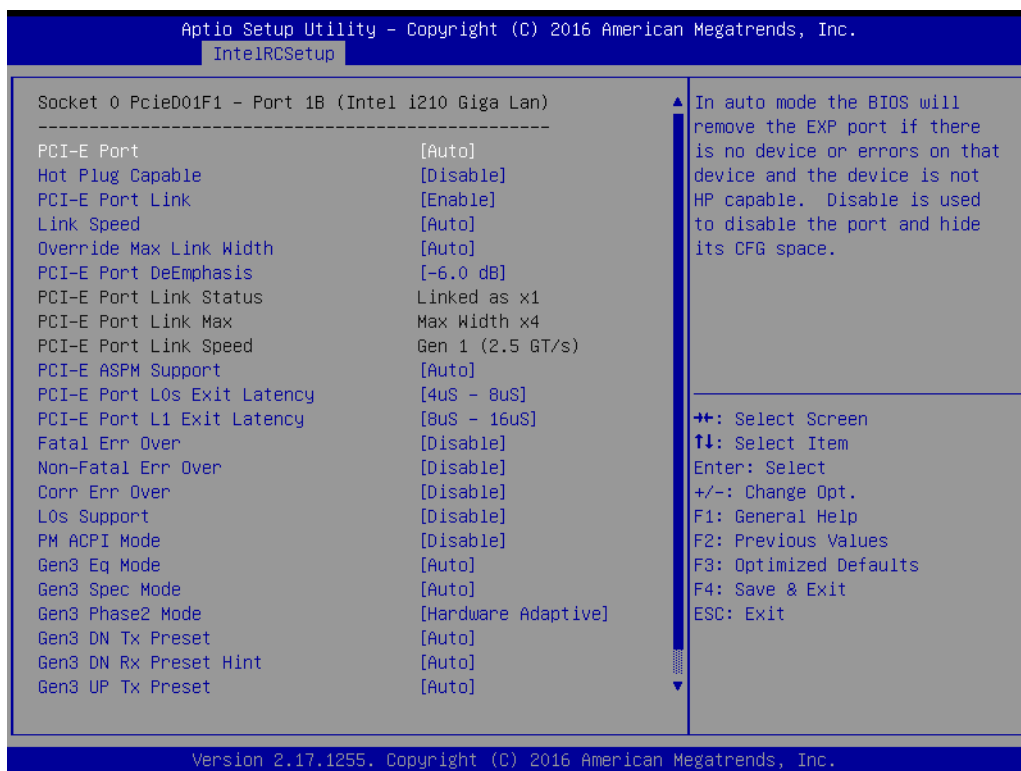 Aptio Setup Utility – Copyright (C) 2016 American Megatrends, Inc.
IntelRCSetup
Socket 0 PcieD01F1 – Port 1B (Intel i210 Giga Lan)
--------------------------------------------------
PCI-E Port [Auto]
Hot Plug Capable [Disable]
PCI-E Port Link [Enable]
Link Speed [Auto]
Override Max Link Width [Auto]
PCI-E Port DeEmphasis [-6.0 dB]
PCI-E Port Link Status Linked as x1
PCI-E Port Link Max Max Width x4
PCI-E Port Link Speed Gen 1 (2.5 GT/s)
PCI-E ASPM Support [Auto]
PCI-E Port L0s Exit Latency [4uS - 8uS]
PCI-E Port L1 Exit Latency [8uS - 16uS]
Fatal Err Over [Disable]
Non-Fatal Err Over [Disable]
Corr Err Over [Disable]
L0s Support [Disable]
PM ACPI Mode [Disable]
Gen3 Eq Mode [Auto]
Gen3 Spec Mode [Auto]
Gen3 Phase2 Mode [Hardware Adaptive]
Gen3 DN Tx Preset [Auto]
Gen3 DN Rx Preset Hint [Auto]
Gen3 UP Tx Preset [Auto]
In auto mode the BIOS will
remove the EXP port if there
is no device or errors on that
device and the device is not
HP capable.  Disable is used
to disable the port and hide
its CFG space.
→←: Select Screen
↑↓: Select Item
Enter: Select
+/-: Change Opt.
F1: General Help
F2: Previous Values
F3: Optimized Defaults
F4: Save & Exit
ESC: Exit
Version 2.17.1255. Copyright (C) 2016 American Megatrends, Inc.